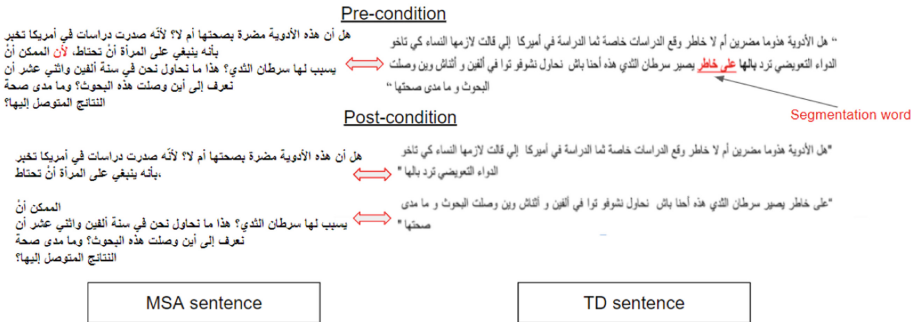 Pre-condition
هل أن هذه الأدوية مضرة بصحتها أم لا؟ لأنّه صدرت دراسات في أمريكا تخبر
بأنه ينبغي على المرأة أنْ تحتاط، لأن الممكن أنْ
يسبب لها سرطان الثدي؟ هذا ما نحاول نحن في سنة ألفين واثني عشر أن
نعرف إلى أين وصلت هذه البحوث؟ وما مدى صحة
النتائج المتوصل إليها؟
" هل الأدوية هذوما مضرين أم لا خاطر وقع الدراسات خاصة ثما الدراسة في أميركا إلي قالت لازمها النساء كي تاخو
الدواء التعويضي ترد بالها على خاطر يصير سرطان الثدي هذه أحنا باش نحاول نشوفو توا في ألفين و أثناش وين وصلت
البحوث و ما مدى صحتها "
Segmentation word
Post-condition
هل أن هذه الأدوية مضرة بصحتها أم لا؟ لأنّه صدرت دراسات في أمريكا تخبر
بأنه ينبغي على المرأة أنْ تحتاط،
"هل الأدوية هذوما مضرين أم لا خاطر وقع الدراسات خاصة ثما الدراسة في أميركا إلي قالت لازمها النساء كي تاخو
الدواء التعويضي ترد بالها "
الممكن أنْ
يسبب لها سرطان الثدي؟ هذا ما نحاول نحن في سنة ألفين واثني عشر أن
نعرف إلى أين وصلت هذه البحوث؟ وما مدى صحة
النتائج المتوصل إليها؟
"على خاطر يصير سرطان الثدي هذه أحنا باش نحاول نشوفو توا في ألفين و أثناش وين وصلت البحوث و ما مدى
صحتها "
MSA sentence
TD sentence